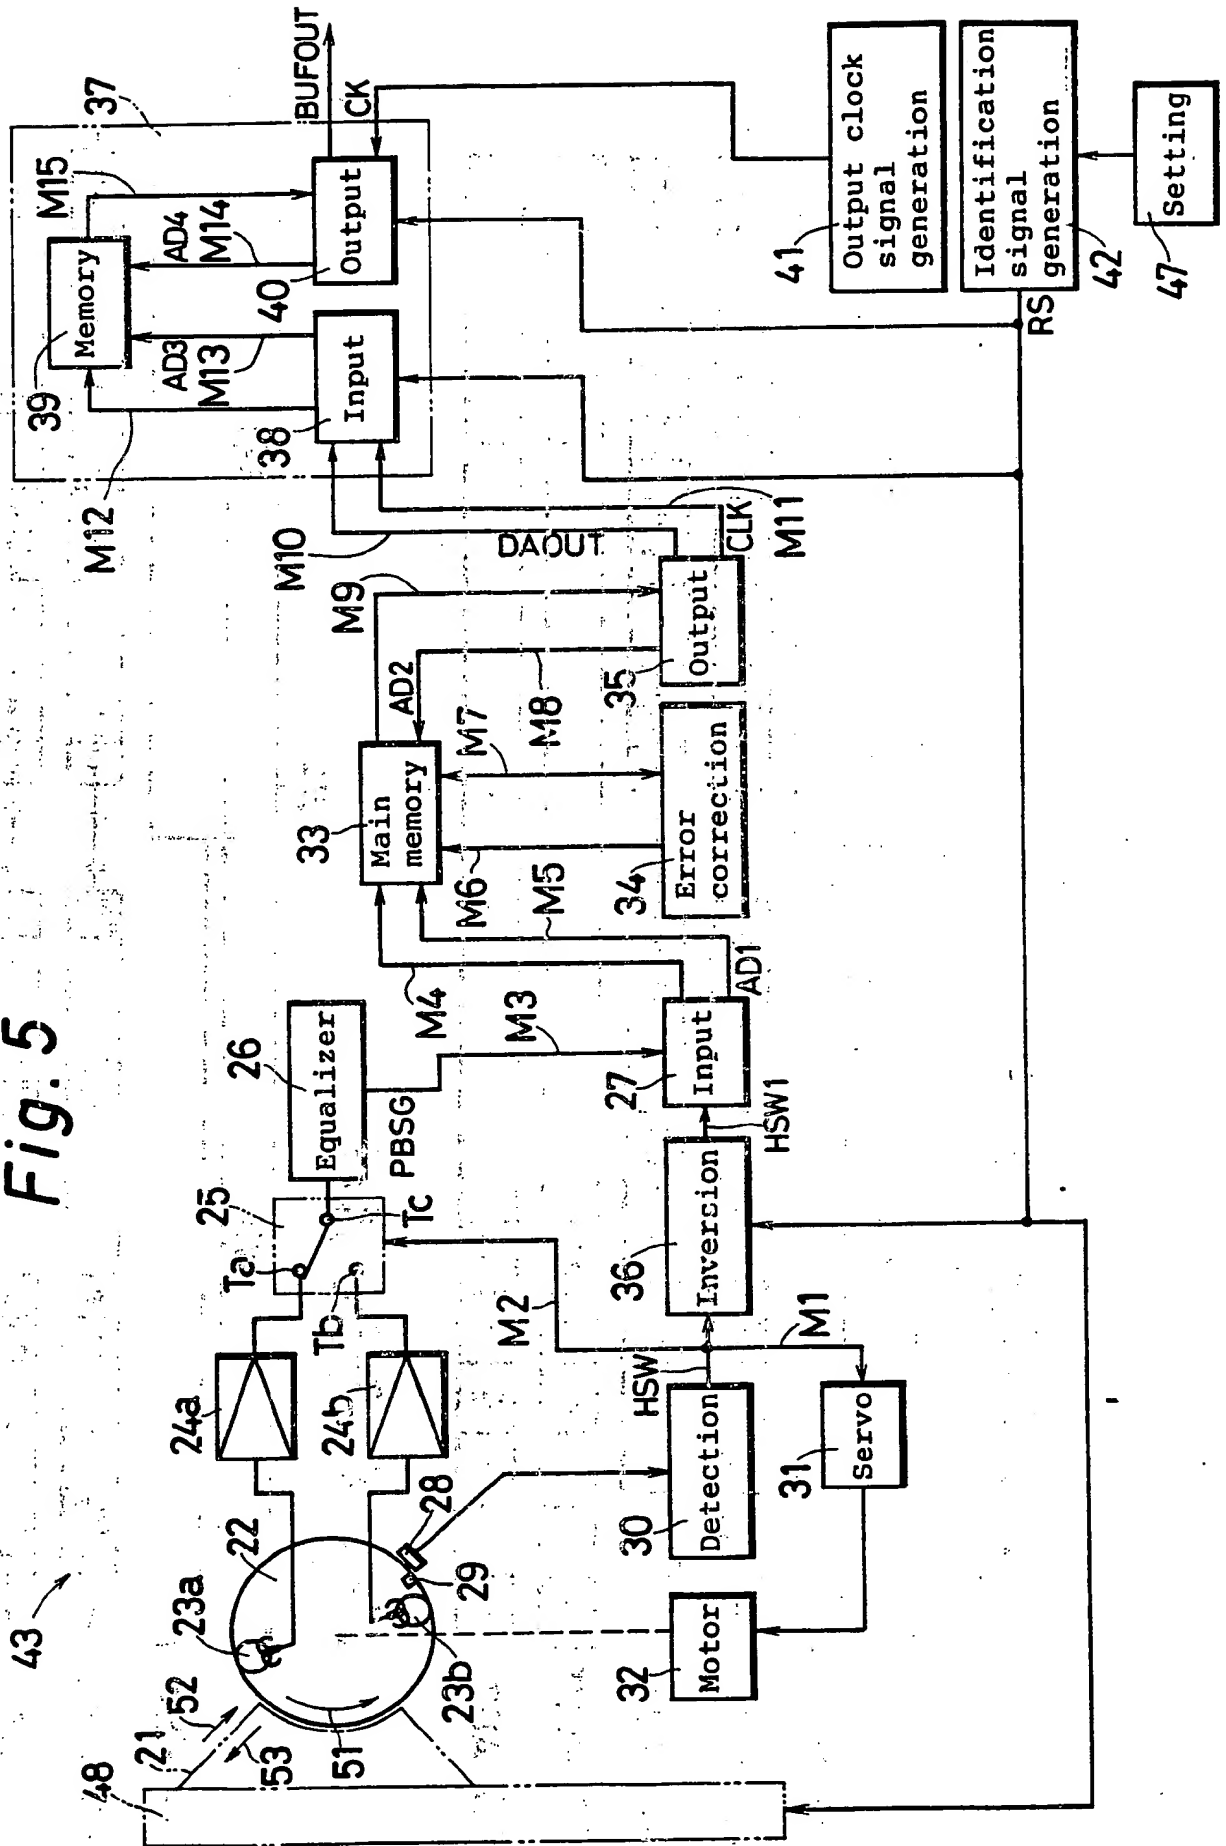 Fig. 5
43
48
21
52
53
51
22
23a
23b
28
29
24a
24b
Ta
Tb
Tc
25
26
Equalizer
PBSG
M3
M2
HSW
M1
30
Detection
31
Servo
32
Motor
36
Inversion
HSW1
27
Input
AD1
M4
M5
33
Main
memory
M6
M7
34
Error
correction
AD2
M8
M9
35
Output
DAOUT
CLK
M10
M11
M12
37
38
Input
AD3
M13
39
Memory
AD4
M14
M15
40
Output
BUFOUT
CK
41
Output clock
signal
generation
42
Identification
signal
generation
RS
47
Setting